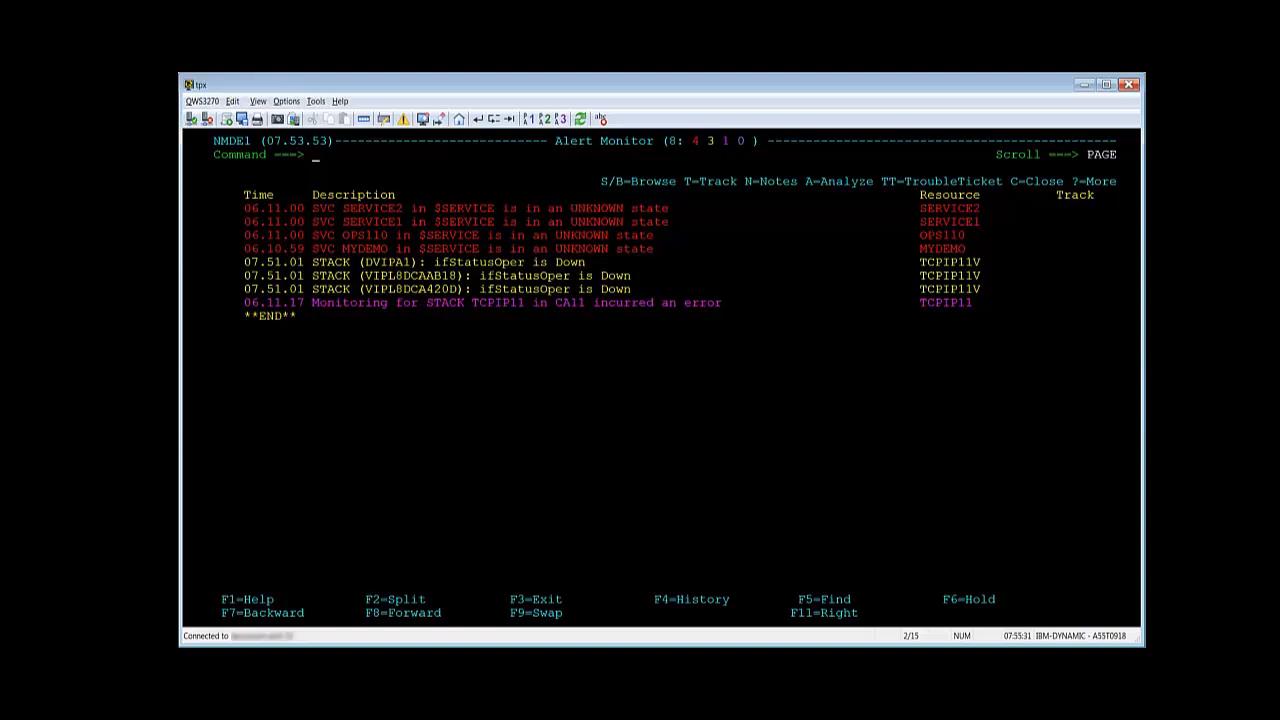 tpx
QWS3270 Edit View Options Tools Help
NMDE1 (07.53.53)---------------------------- Alert Monitor (8: 4 3 1 0 ) ----------------------------------------------
Command ===> _ Scroll ===> PAGE
S/B=Browse T=Track N=Notes A=Analyze TT=TroubleTicket C=Close ?=More
Time Description Resource Track
06.11.00 SVC SERVICE2 in $SERVICE is in an UNKNOWN state SERVICE2
06.11.00 SVC SERVICE1 in $SERVICE is in an UNKNOWN state SERVICE1
06.11.00 SVC OPS110 in $SERVICE is in an UNKNOWN state OPS110
06.10.59 SVC MYDEMO in $SERVICE is in an UNKNOWN state MYDEMO
07.51.01 STACK (DVIPA1): ifStatusOper is Down TCPIP11V
07.51.01 STACK (VIPL8DCAAB18): ifStatusOper is Down TCPIP11V
07.51.01 STACK (VIPL8DCA420D): ifStatusOper is Down TCPIP11V
06.11.17 Monitoring for STACK TCPIP11 in CA11 incurred an error TCPIP11
**END**
F1=Help F2=Split F3=Exit F4=History F5=Find F6=Hold
F7=Backward F8=Forward F9=Swap F11=Right
Connected to 2/15 NUM 07:55:31 IBM-DYNAMIC - A55T0918